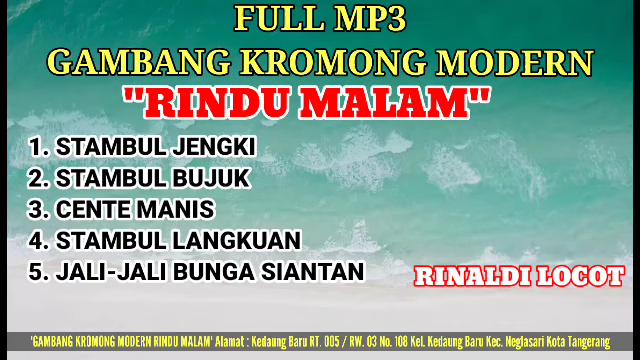 FULL MP3
GAMBANG KROMONG MODERN
"RINDU MALAM"
1. STAMBUL JENGKI
2. STAMBUL BUJUK
3. CENTE MANIS
4. STAMBUL LANGKUAN
5. JALI-JALI BUNGA SIANTAN
RINALDI LOCOT
'GAMBANG KROMONG MODERN RINDU MALAM' Alamat : Kedaung Baru RT. 005 / RW. 03 No. 108 Kel. Kedaung Baru Kec. Neglasari Kota Tangerang